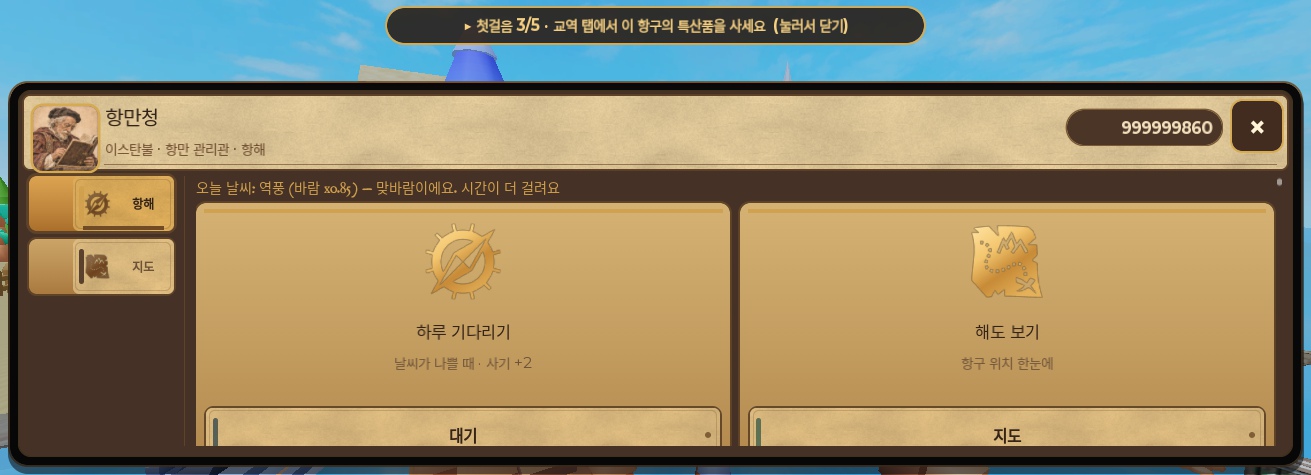 ▸ 첫걸음 3/5 · 교역 탭에서 이 항구의 특산품을 사세요 (눌러서 닫기)
항만청
이스탄불 · 항만 관리관 · 항해
999999860
×
항해
지도
오늘 날씨: 역풍 (바람 x0.85) — 맞바람이에요. 시간이 더 걸려요
하루 기다리기
날씨가 나쁠 때 · 사기 +2
대기
해도 보기
항구 위치 한눈에
지도